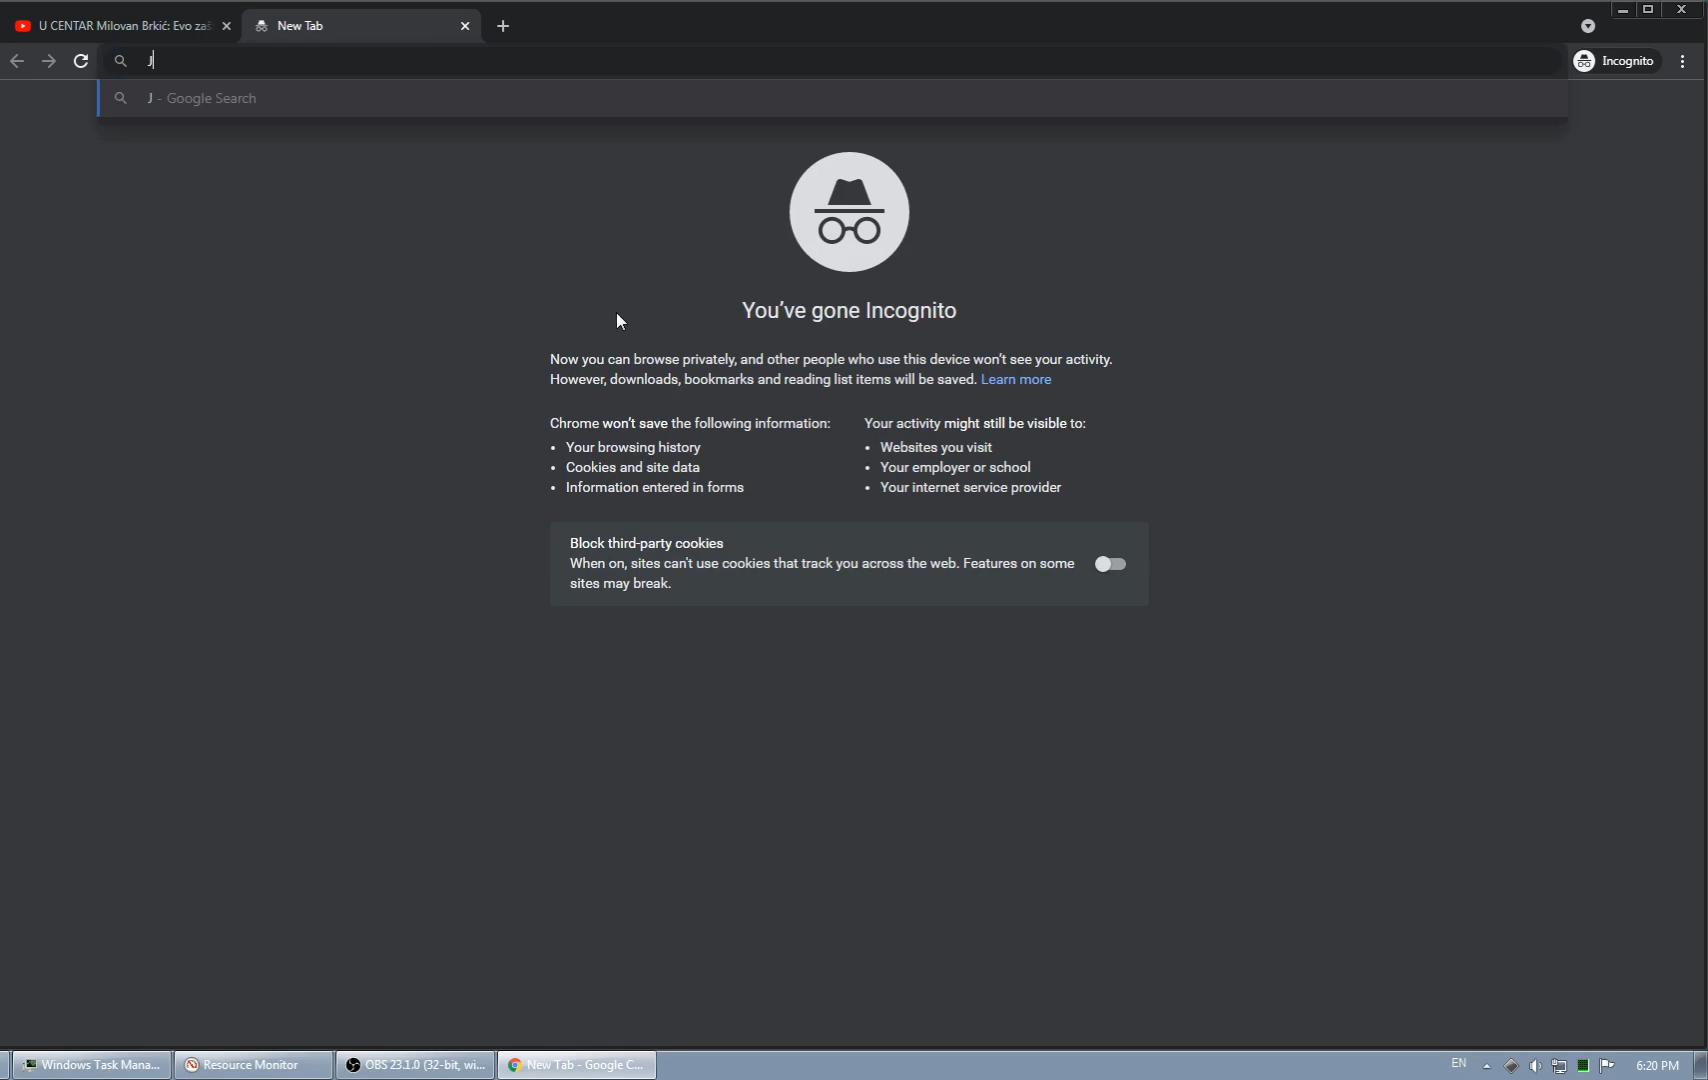 U CENTAR Milovan Brkić: Evo zaš
New Tab
J
Incognito
J - Google Search
You've gone Incognito
Now you can browse privately, and other people who use this device won't see your activity.
However, downloads, bookmarks and reading list items will be saved. Learn more
Chrome won't save the following information:
Your browsing history
Cookies and site data
Information entered in forms
Your activity might still be visible to:
Websites you visit
Your employer or school
Your internet service provider
Block third-party cookies
When on, sites can't use cookies that track you across the web. Features on some
sites may break.
Windows Task Mana...
Resource Monitor
OBS 23.1.0 (32-bit, wi...
New Tab - Google C...
EN
6:20 PM